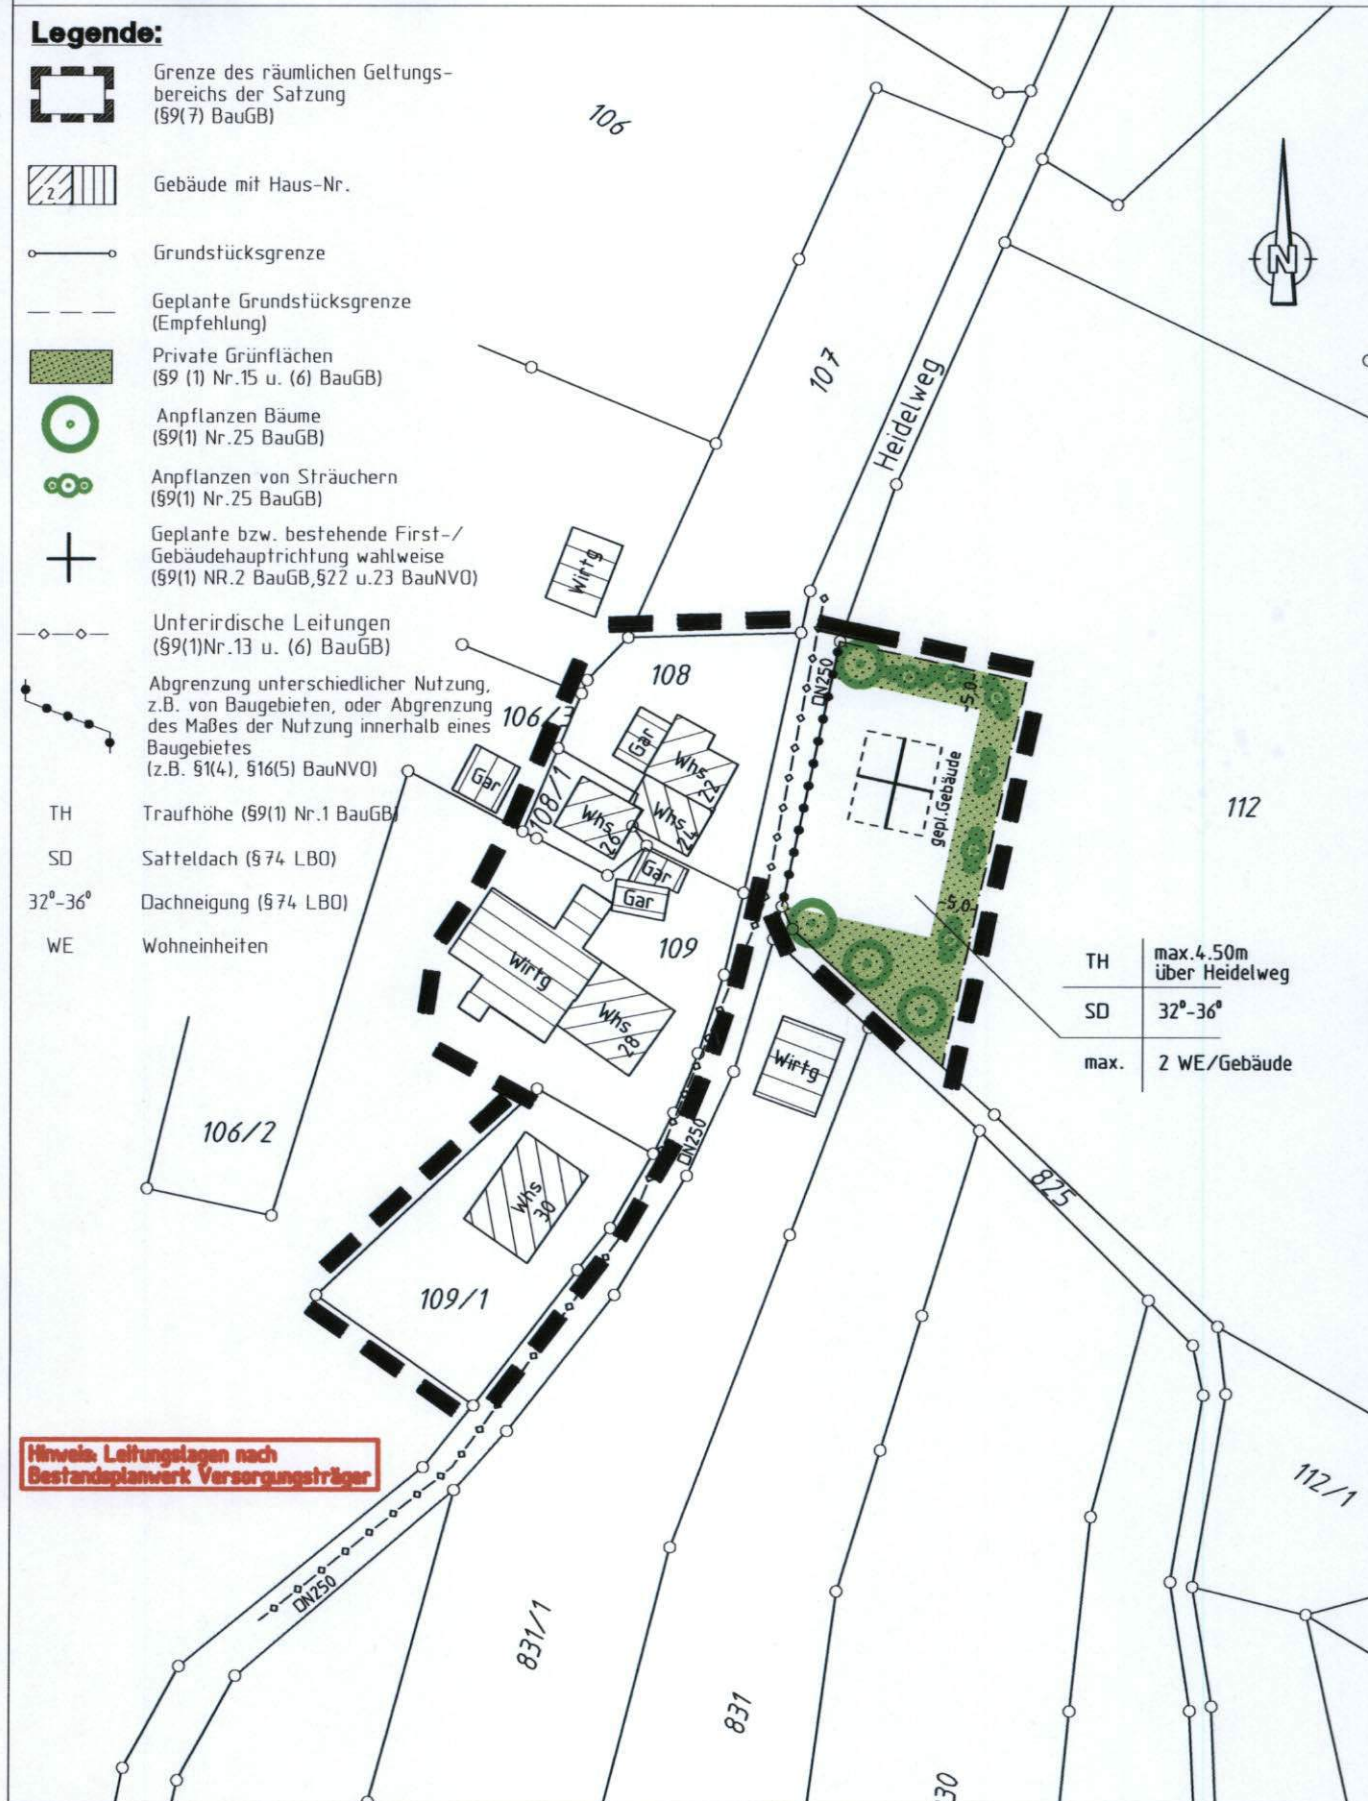 Legende:
Grenze des räumlichen Geltungs-
bereichs der Satzung
(§9(7) BauGB)
2
Gebäude mit Haus-Nr.
Grundstücksgrenze
Geplante Grundstücksgrenze
(Empfehlung)
Private Grünflächen
(§9 (1) Nr.15 u. (6) BauGB)
Anpflanzen Bäume
(§9(1) Nr.25 BauGB)
Anpflanzen von Sträuchern
(§9(1) Nr.25 BauGB)
Geplante bzw. bestehende First-/
Gebäudehauptrichtung wahlweise
(§9(1) NR.2 BauGB,§22 u.23 BauNVO)
Unterirdische Leitungen
(§9(1)Nr.13 u. (6) BauGB)
Abgrenzung unterschiedlicher Nutzung,
z.B. von Baugebieten, oder Abgrenzung
des Maßes der Nutzung innerhalb eines
Baugebietes
(z.B. §1(4), §16(5) BauNVO)
TH Traufhöhe (§9(1) Nr.1 BauGB)
SD Satteldach (§74 LBO)
32°-36° Dachneigung (§74 LBO)
WE Wohneinheiten
Hinweis: Leitungslagen nach
Bestandsplanwerk Versorgungsträger
106
107
Heidelweg
N
Wirtg
108
DN250
5,0
106/3
Gar
Whs
22
Gar
108/1
Whs
26
Whs
24
gepl.Gebäude
112
Gar
Gar
5,0
109
Wirtg
Whs
28
TH max.4.50m
über Heidelweg
SD 32°-36°
max. 2 WE/Gebäude
Wirtg
106/2
DN250
Whs
30
825
109/1
112/1
DN250
831/1
831
30